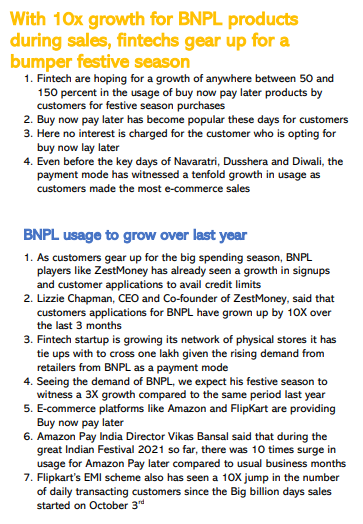 With 10x growth for BNPL products
during sales, fintechs gear up for a
bumper festive season
1. Fintech are hoping for a growth of anywhere between 50 and
150 percent in the usage of buy now pay later products by
customers for festive season purchases
2. Buy now pay later has become popular these days for customers
3. Here no interest is charged for the customer who is opting for
buy now lay later
4. Even before the key days of Navaratri, Dusshera and Diwali, the
payment mode has witnessed a tenfold growth in usage as
customers made the most e-commerce sales
BNPL usage to grow over last year
1. As customers gear up for the big spending season, BNPL
players like ZestMoney has already seen a growth in signups
and customer applications to avail credit limits
2. Lizzie Chapman, CEO and Co-founder of ZestMoney, said that
customers applications for BNPL have grown up by 10X over
the last 3 months
3. Fintech startup is growing its network of physical stores it has
tie ups with to cross one lakh given the rising demand from
retailers from BNPL as a payment mode
4. Seeing the demand of BNPL, we expect his festive season to
witness a 3X growth compared to the same period last year
5. E-commerce platforms like Amazon and FlipKart are providing
Buy now pay later
6. Amazon Pay India Director Vikas Bansal said that during the
great Indian Festival 2021 so far, there was 10 times surge in
usage for Amazon Pay later compared to usual business months
7. Flipkart's EMI scheme also has seen a 10X jump in the number
of daily transacting customers since the Big billion days sales
started on October 3rd